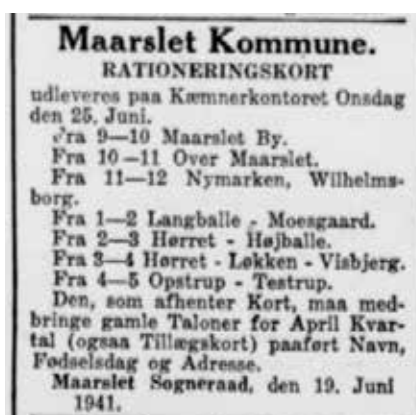 Maarslet Kommune.
RATIONERINGSKORT
udleveres paa Kæmnerkontoret Onsdag
den 25. Juni.
Fra 9—10 Maarslet By.
Fra 10—11 Over Maarslet.
Fra 11—12 Nymarken, Wilhelms-
borg.
Fra 1—2 Langballe - Moesgaard.
Fra 2—3 Hørret - Højballe.
Fra 3—4 Hørret - Løkken - Visbjerg.
Fra 4—5 Opstrup - Testrup.
Den, som afhenter Kort, maa med-
bringe gamle Taloner for April Kvar-
tal (ogsaa Tillægskort) paaført Navn,
Fødselsdag og Adresse.
Maarslet Sogneraad, den 19. Juni
1941.